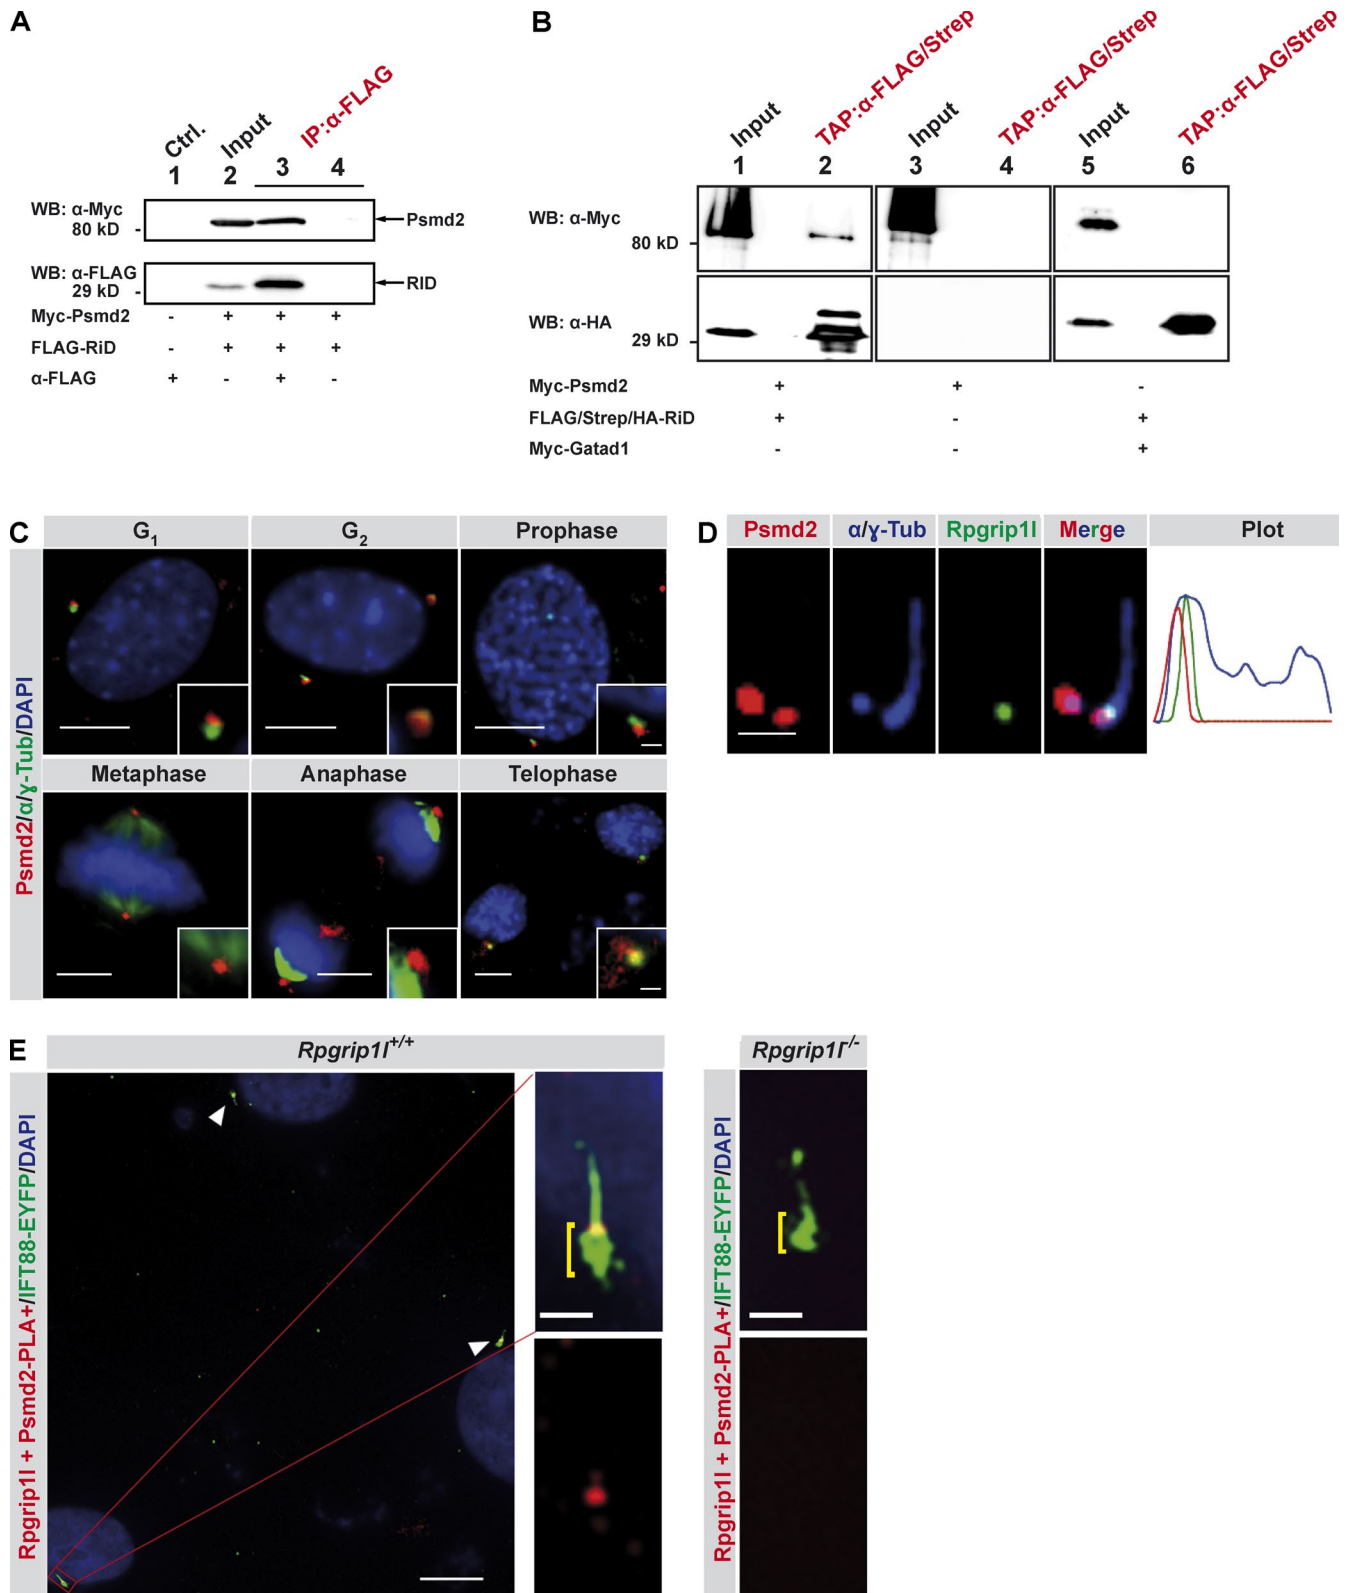 A
Ctrl.
Input
IP:α-FLAG
1 2 3 4
WB: α-Myc
80 kD -
Psmd2
WB: α-FLAG
29 kD -
RID
Myc-Psmd2 - + + +
FLAG-RiD - + + +
α-FLAG + - + -
B
Input
TAP:α-FLAG/Strep
Input
TAP:α-FLAG/Strep
Input
TAP:α-FLAG/Strep
1 2 3 4 5 6
WB: α-Myc
80 kD -
WB: α-HA
29 kD -
Myc-Psmd2 + + -
FLAG/Strep/HA-RiD + - +
Myc-Gatad1 - - +
C
Psmd2/α/γ-Tub/DAPI
G1
G2
Prophase
Metaphase
Anaphase
Telophase
D
Psmd2
α/γ-Tub
Rpgrip1l
Merge
Plot
E
Rpgrip1l+/+
Rpgrip1l-/-
Rpgrip1l + Psmd2-PLA+/IFT88-EYFP/DAPI
Rpgrip1l + Psmd2-PLA+/IFT88-EYFP/DAPI